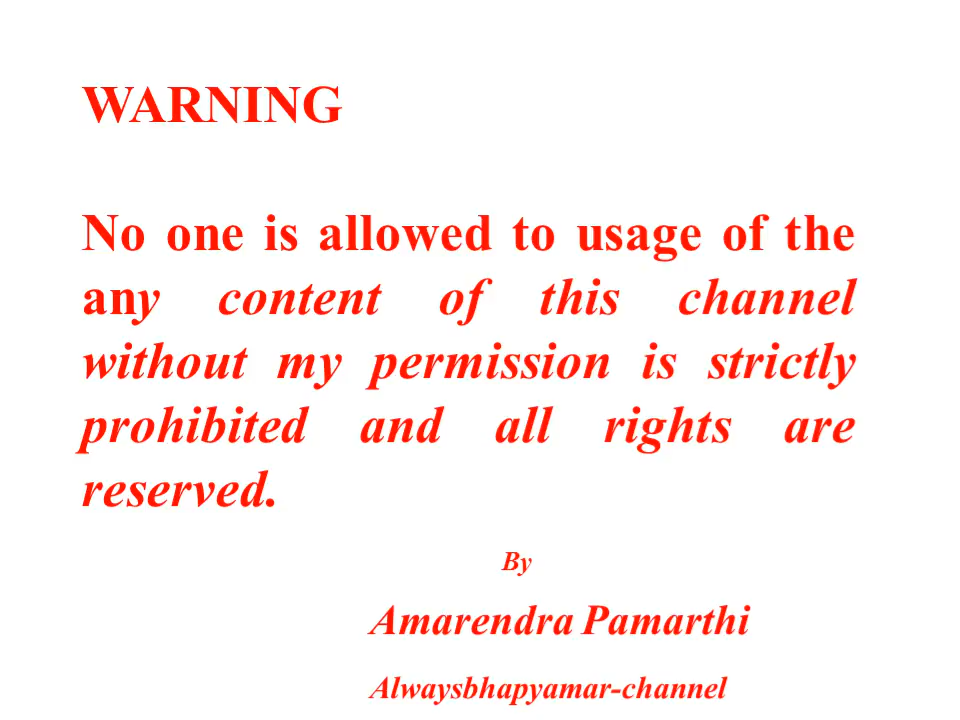 WARNING
No one is allowed to usage of the
any content of this channel
without my permission is strictly
prohibited and all rights are
reserved.
By
Amarendra Pamarthi
Alwaysbhapyamar-channel